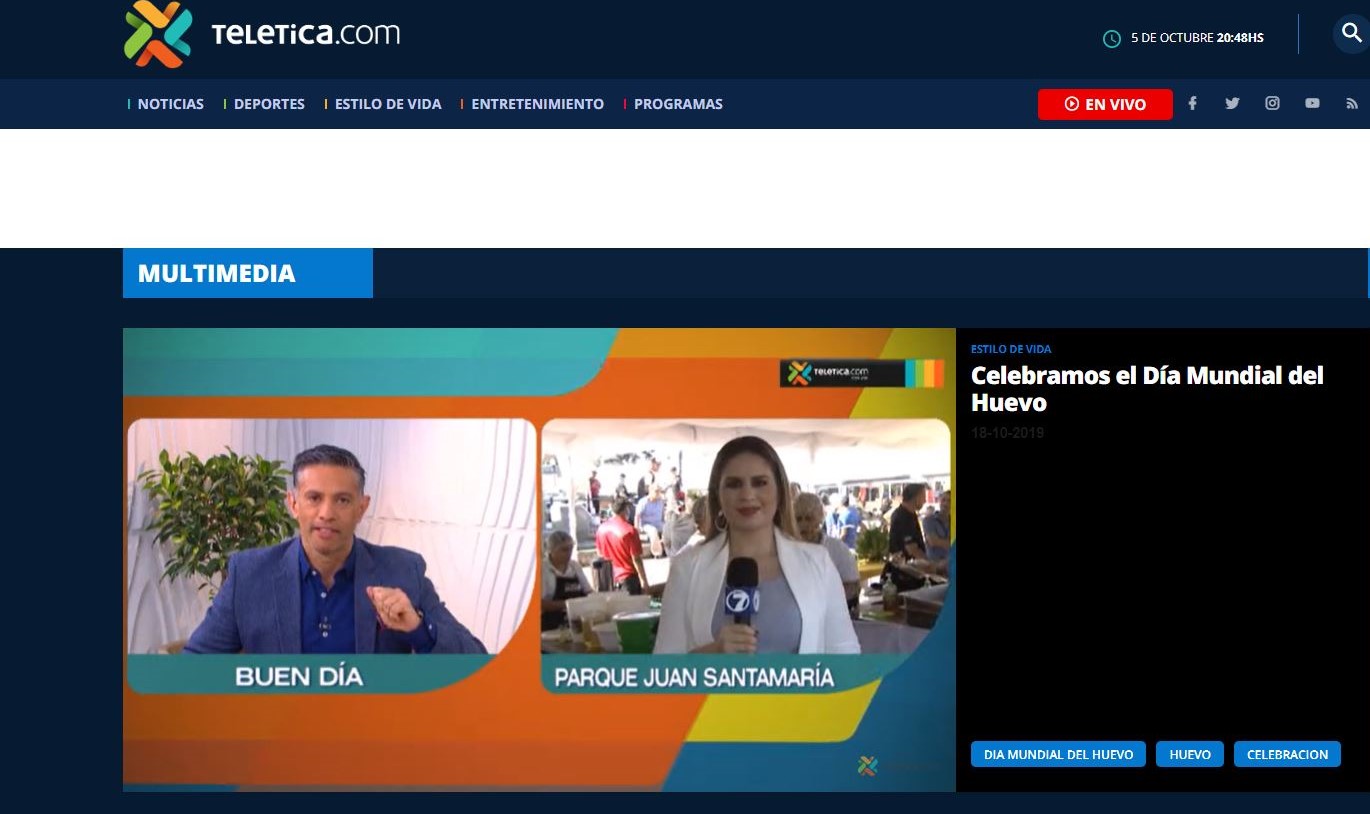 TELETICA.com
5 DE OCTUBRE 20:48HS
NOTICIAS DEPORTES ESTILO DE VIDA ENTRETENIMIENTO PROGRAMAS
EN VIVO
MULTIMEDIA
TELETICA.com
7
BUEN DÍA
PARQUE JUAN SANTAMARÍA
ESTILO DE VIDA
Celebramos el Día Mundial del
Huevo
18-10-2019
DIA MUNDIAL DEL HUEVO HUEVO CELEBRACION